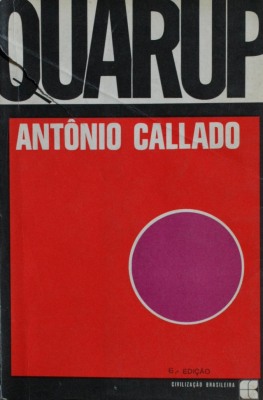 QUARUP
ANTÔNIO CALLADO
6.a EDIÇÃO
CIVILIZAÇÃO BRASILEIRA